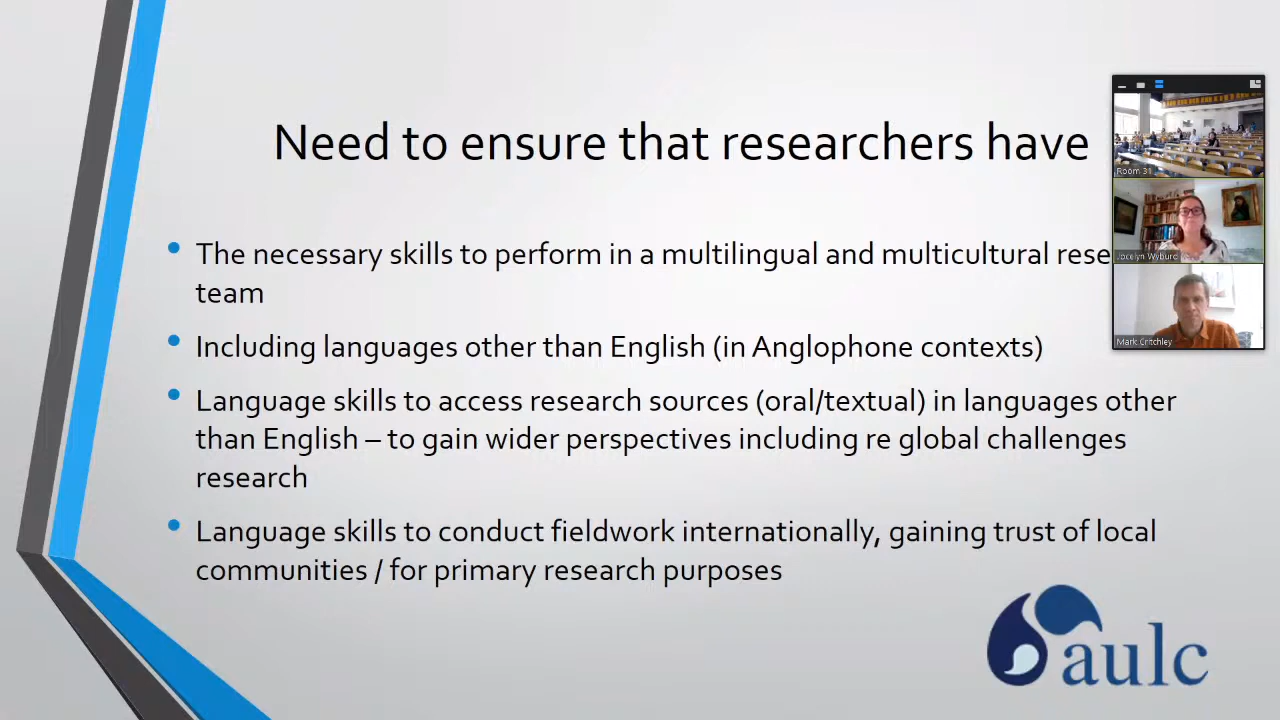 Need to ensure that researchers have
The necessary skills to perform in a multilingual and multicultural rese
team
Including languages other than English (in Anglophone contexts)
Language skills to access research sources (oral/textual) in languages other
than English – to gain wider perspectives including re global challenges
research
Language skills to conduct fieldwork internationally, gaining trust of local
communities / for primary research purposes
Room 31
Jocelyn Wyburd
Mark Critchley
aulc